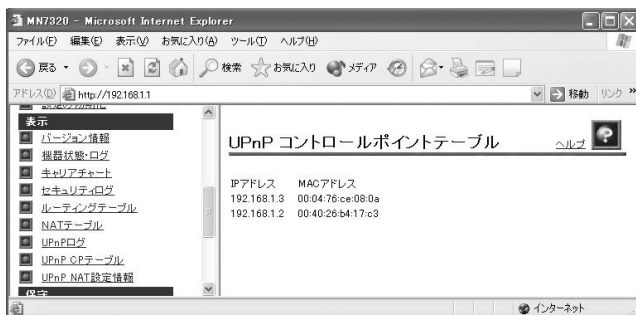 MN7320 - Microsoft Internet Explorer
ファイル(F) 編集(E) 表示(V) お気に入り(A) ツール(T) ヘルプ(H)
戻る 検索 お気に入り メディア
アドレス(D) http://192.168.1.1 移動 リンク »
表示
バージョン情報
機器状態・ログ
キャリアチャート
セキュリティログ
ルーティングテーブル
NATテーブル
UPnPログ
UPnP CPテーブル
UPnP NAT設定情報
保守
UPnP コントロールポイントテーブル ヘルプ ?
IPアドレス MACアドレス
192.168.1.3 00:04:76:ce:08:0a
192.168.1.2 00:40:26:b4:17:c3
インターネット